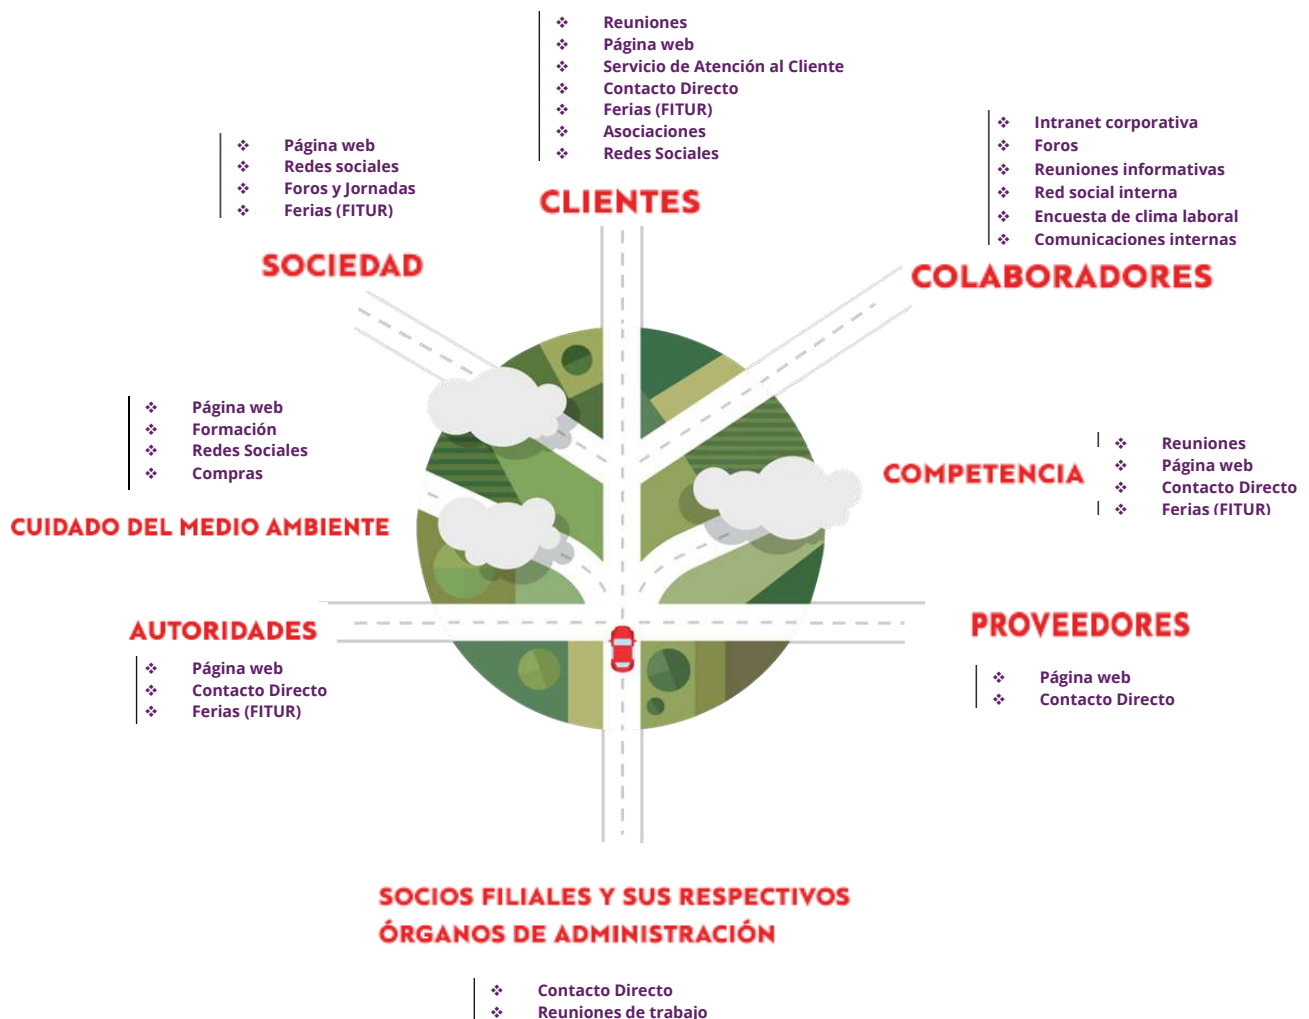 ❖ Reuniones
❖ Página web
❖ Servicio de Atención al Cliente
❖ Contacto Directo
❖ Ferias (FITUR)
❖ Asociaciones
❖ Redes Sociales
CLIENTES
❖ Página web
❖ Redes sociales
❖ Foros y Jornadas
❖ Ferias (FITUR)
SOCIEDAD
❖ Intranet corporativa
❖ Foros
❖ Reuniones informativas
❖ Red social interna
❖ Encuesta de clima laboral
❖ Comunicaciones internas
COLABORADORES
❖ Página web
❖ Formación
❖ Redes Sociales
❖ Compras
CUIDADO DEL MEDIO AMBIENTE
COMPETENCIA
❖ Reuniones
❖ Página web
❖ Contacto Directo
❖ Ferias (FITUR)
AUTORIDADES
❖ Página web
❖ Contacto Directo
❖ Ferias (FITUR)
PROVEEDORES
❖ Página web
❖ Contacto Directo
SOCIOS FILIALES Y SUS RESPECTIVOS
ÓRGANOS DE ADMINISTRACIÓN
❖ Contacto Directo
❖ Reuniones de trabajo